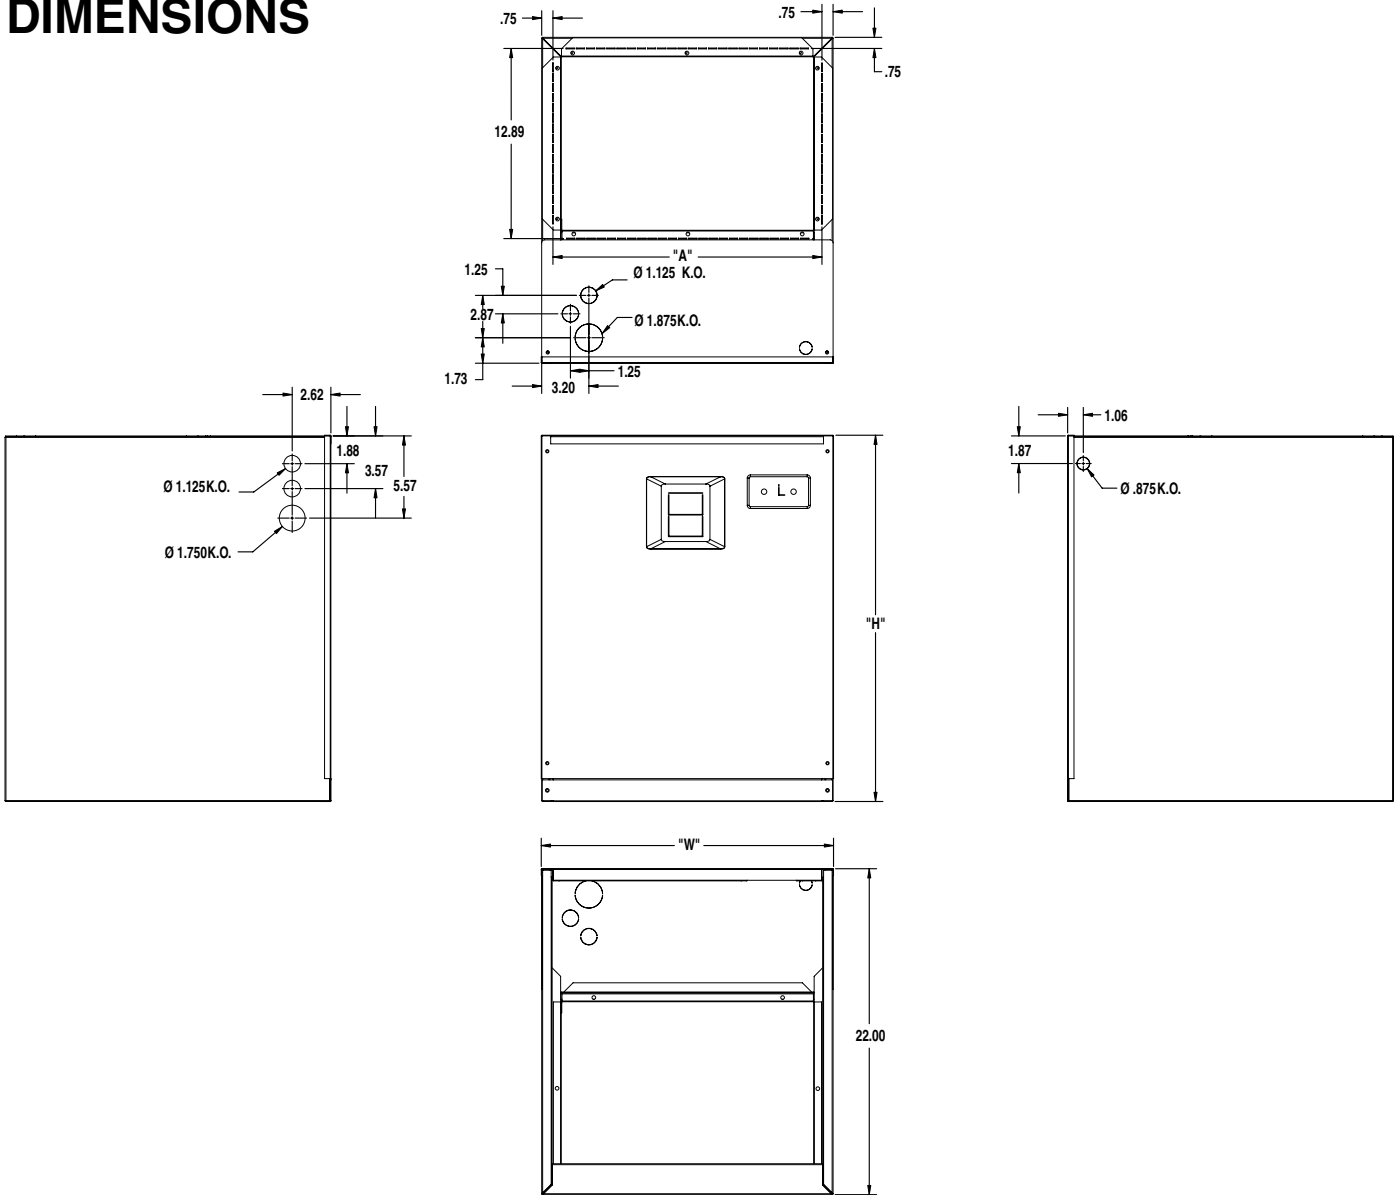 DIMENSIONS
.75
.75
.75
12.89
"A"
1.25
Ø 1.125 K.O.
2.87
Ø 1.875K.O.
1.73
1.25
3.20
2.62
1.88
3.57
5.57
Ø 1.125K.O.
Ø 1.750K.O.
L
"H"
1.06
1.87
Ø .875K.O.
"W"
22.00